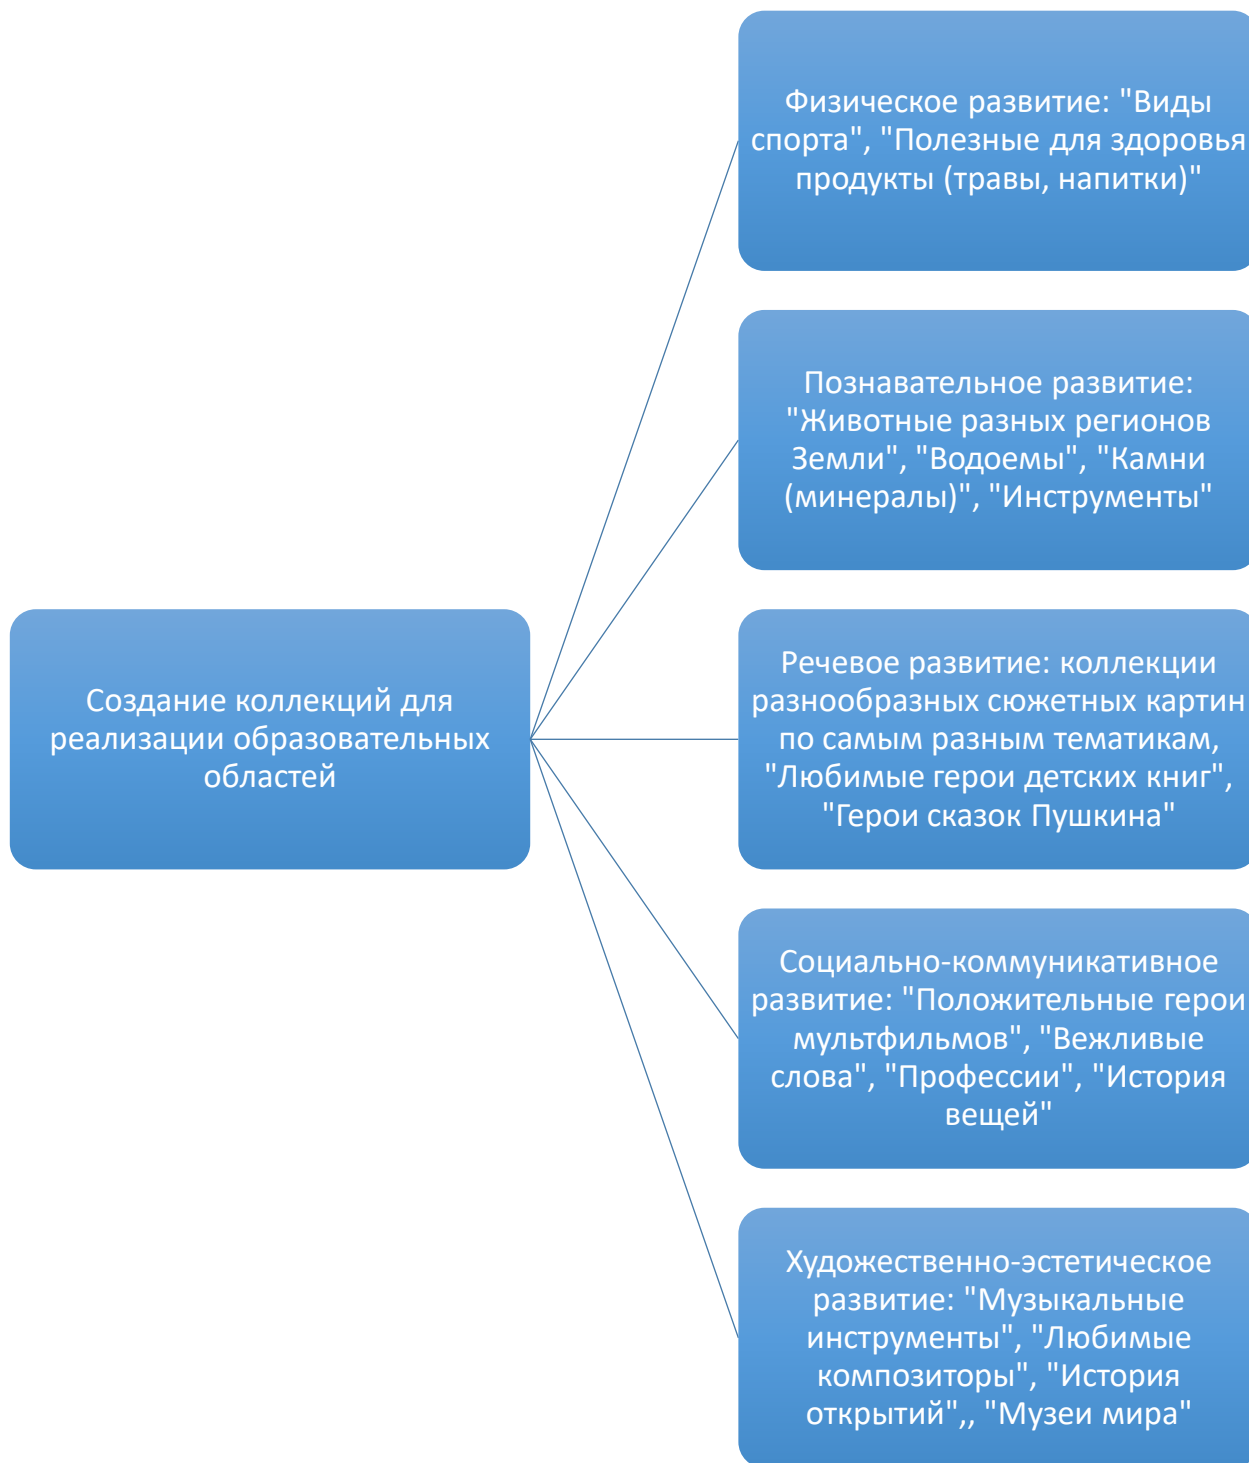 Физическое развитие: "Виды
спорта", "Полезные для здоровья
продукты (травы, напитки)"
Познавательное развитие:
"Животные разных регионов
Земли", "Водоемы", "Камни
(минералы)", "Инструменты"
Создание коллекций для
реализации образовательных
областей
Речевое развитие: коллекции
разнообразных сюжетных картин
по самым разным тематикам,
"Любимые герои детских книг",
"Герои сказок Пушкина"
Социально-коммуникативное
развитие: "Положительные герои
мультфильмов", "Вежливые
слова", "Профессии", "История
вещей"
Художественно-эстетическое
развитие: "Музыкальные
инструменты", "Любимые
композиторы", "История
открытий",, "Музеи мира"